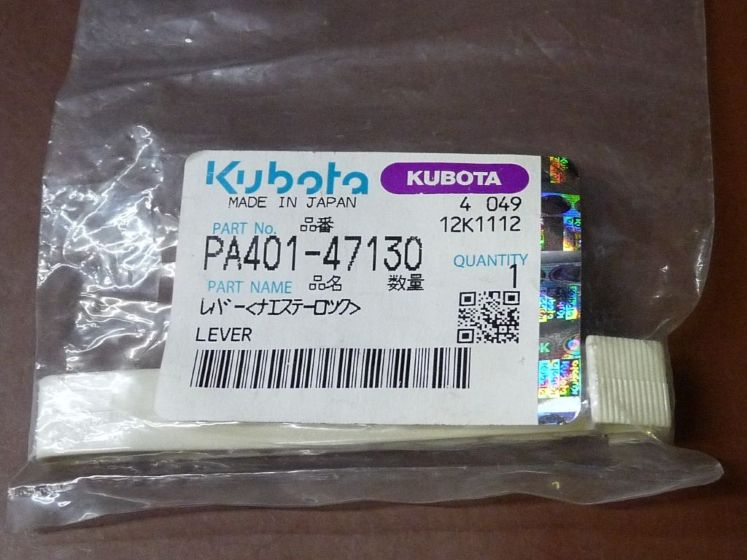 Kubota KUBOTA
MADE IN JAPAN 4 049
PART No. 品番 12K1112
PA401-47130 QUANTITY
PART NAME 品名 数量 1
レバー<ナエステーロック>
LEVER